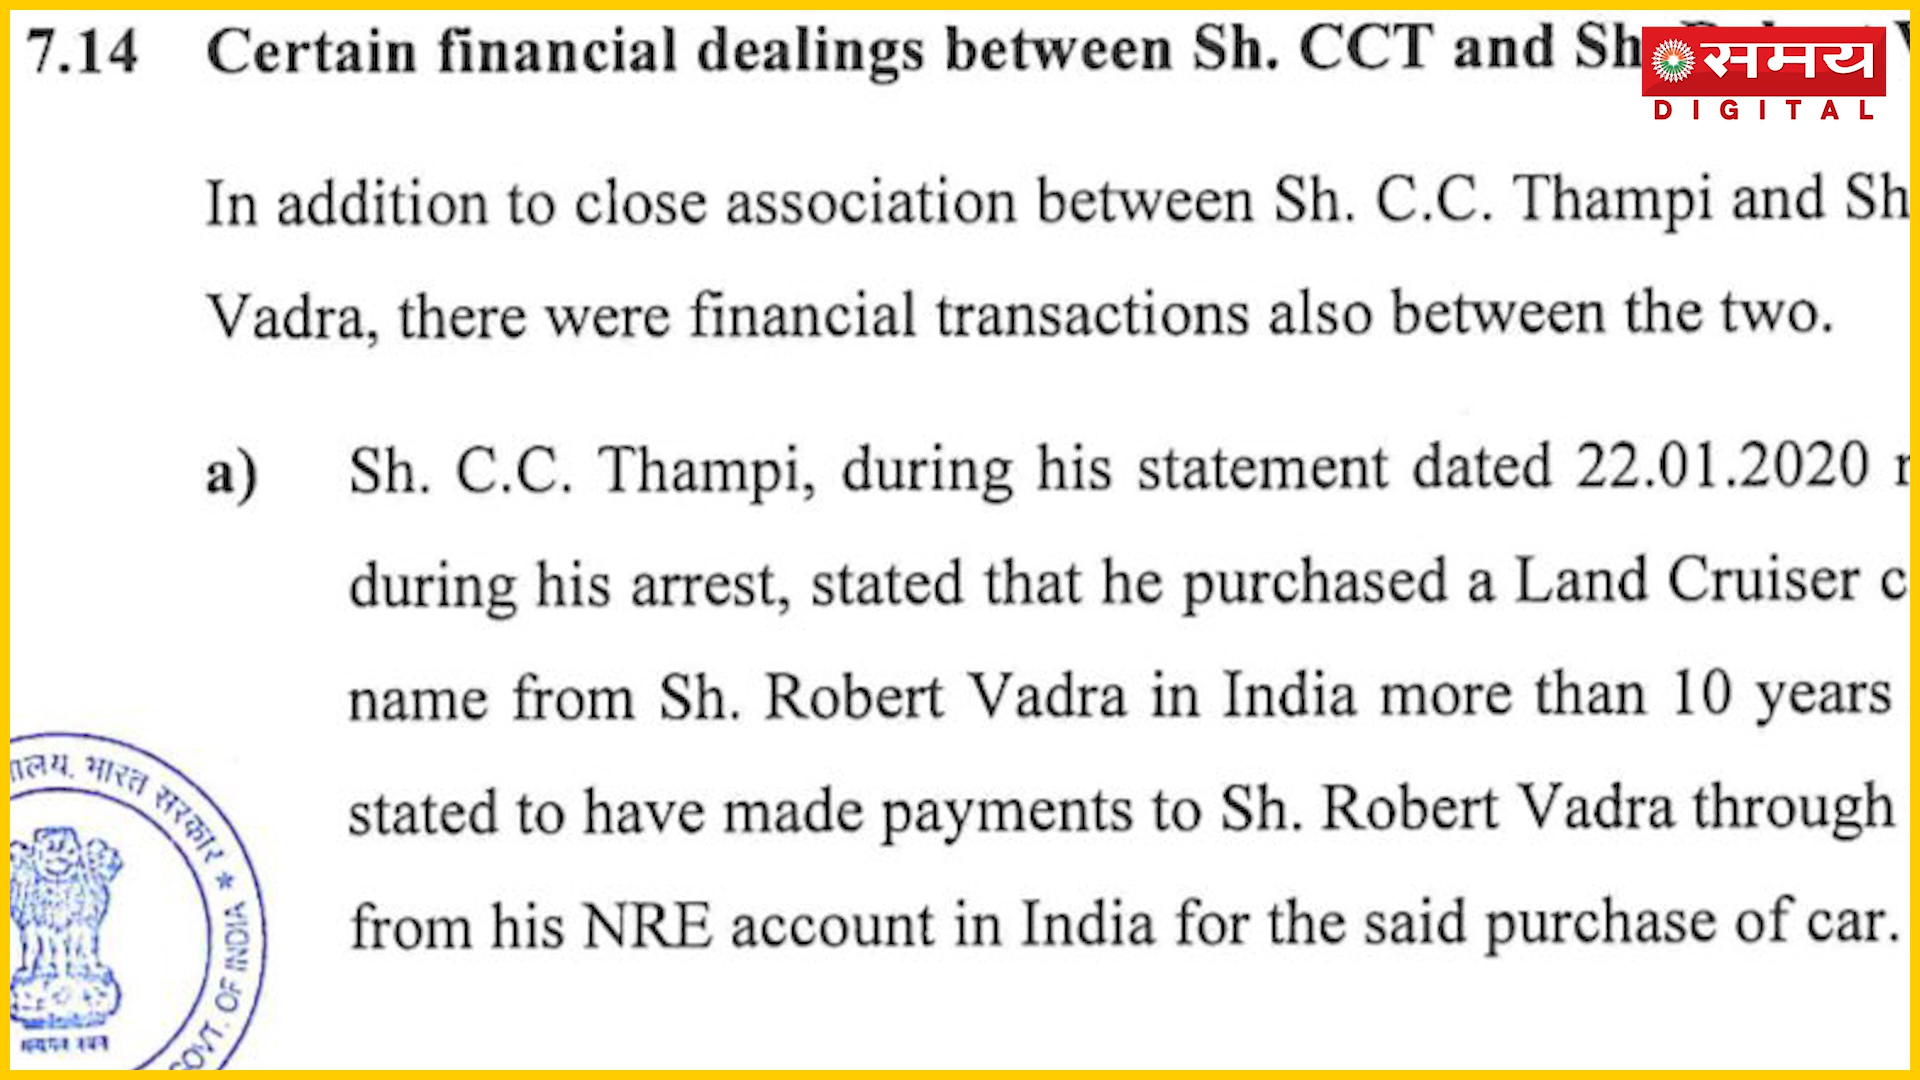 7.14 Certain financial dealings between Sh. CCT and Sh
समय
DIGITAL
In addition to close association between Sh. C.C. Thampi and Sh
Vadra, there were financial transactions also between the two.
a) Sh. C.C. Thampi, during his statement dated 22.01.2020 r
during his arrest, stated that he purchased a Land Cruiser c
name from Sh. Robert Vadra in India more than 10 years
stated to have made payments to Sh. Robert Vadra through
from his NRE account in India for the said purchase of car.
भारत सरकार * GOVT. OF INDIA